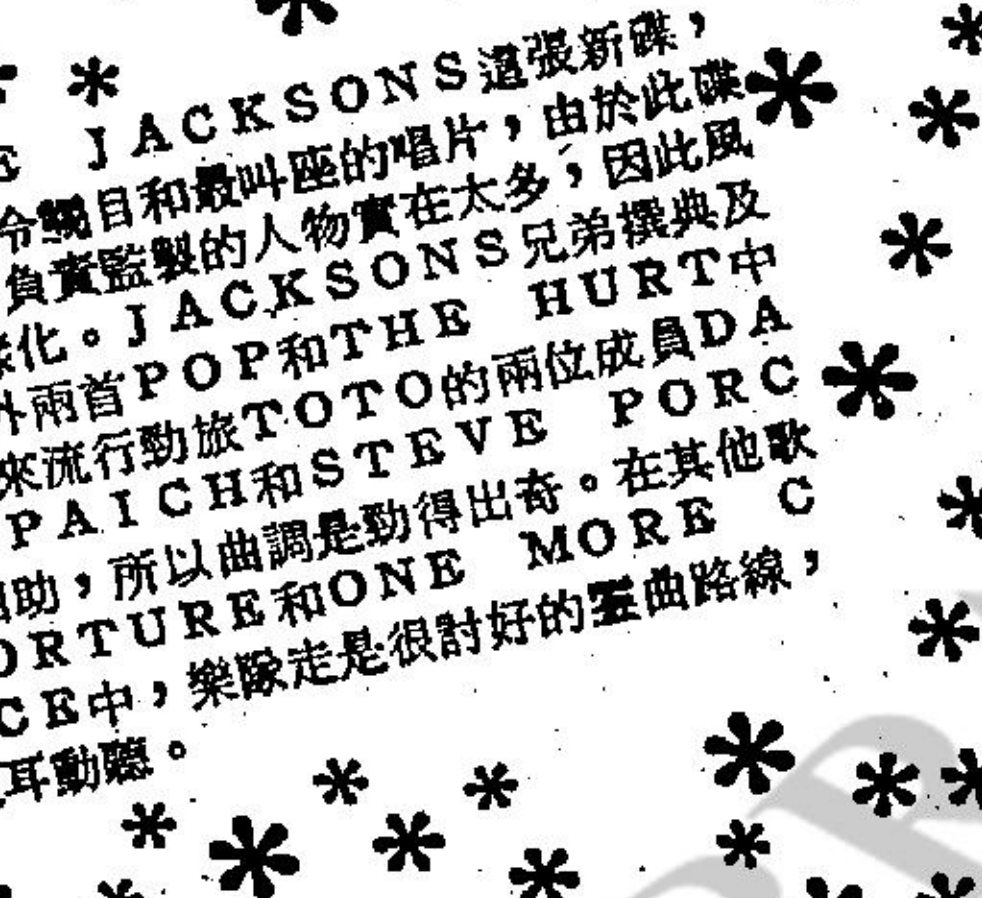 JACKSONS這張新碟，
令矚目和最叫座的唱片，由於此碟
負責監製的人物實在太多，因此風
化。JACKSONS兄弟撰典及
外兩首POP和THE HURT中
來流行勁旅TOTO的兩位成員DA
PAICH和STEVE PORC
助，所以曲調是勁得出奇。在其他歌
ORTURE和ONE MORE C
CE中，樂隊走是很討好的靈曲路線，
耳動聽。